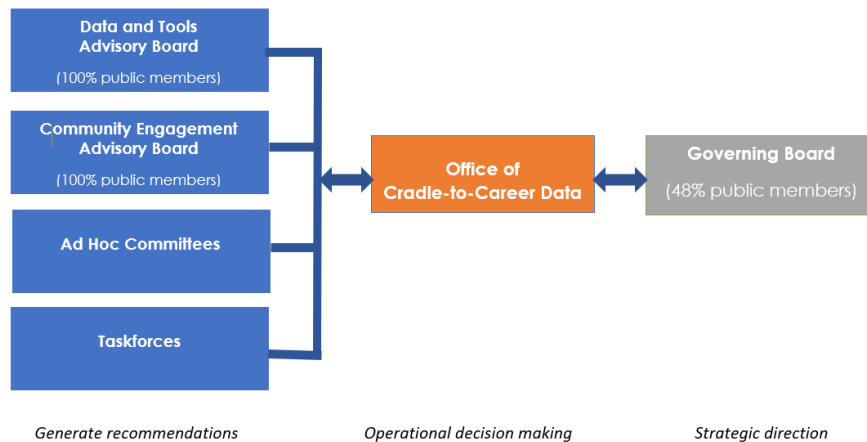 Data and Tools
Advisory Board
(100% public members)
Community Engagement
Advisory Board
(100% public members)
Ad Hoc Committees
Taskforces
Office of
Cradle-to-Career Data
Governing Board
(48% public members)
Generate recommendations
Operational decision making
Strategic direction